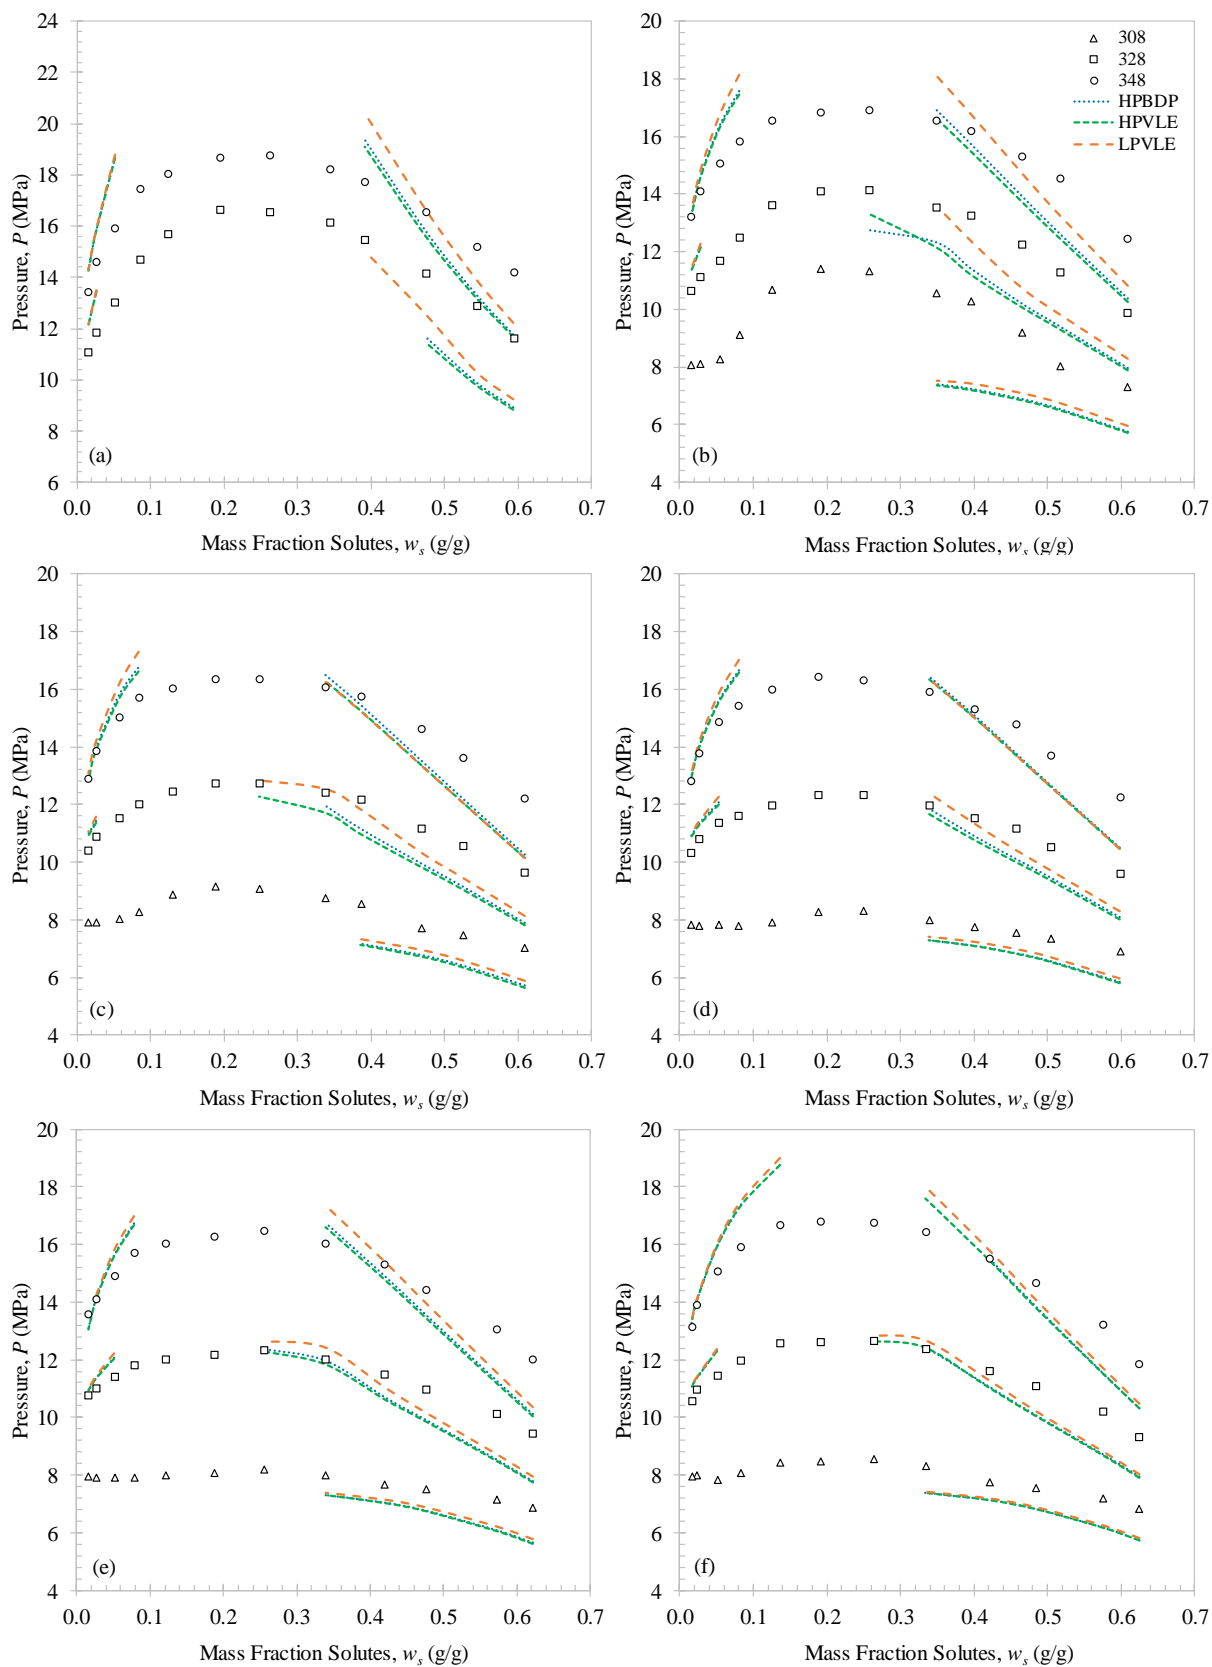 24
22
20
18
16
14
12
10
8
6
Pressure, P (MPa)
(a)
0.0 0.1 0.2 0.3 0.4 0.5 0.6 0.7
Mass Fraction Solutes, ws (g/g)
20
18
16
14
12
10
8
6
4
Pressure, P (MPa)
308
328
348
HPBDP
HPVLE
LPVLE
(b)
0.0 0.1 0.2 0.3 0.4 0.5 0.6 0.7
Mass Fraction Solutes, ws (g/g)
20
18
16
14
12
10
8
6
4
Pressure, P (MPa)
(c)
0.0 0.1 0.2 0.3 0.4 0.5 0.6 0.7
Mass Fraction Solutes, ws (g/g)
20
18
16
14
12
10
8
6
4
Pressure, P (MPa)
(d)
0.0 0.1 0.2 0.3 0.4 0.5 0.6 0.7
Mass Fraction Solutes, ws (g/g)
20
18
16
14
12
10
8
6
4
Pressure, P (MPa)
(e)
0.0 0.1 0.2 0.3 0.4 0.5 0.6 0.7
Mass Fraction Solutes, ws (g/g)
20
18
16
14
12
10
8
6
4
Pressure, P (MPa)
(f)
0.0 0.1 0.2 0.3 0.4 0.5 0.6 0.7
Mass Fraction Solutes, ws (g/g)